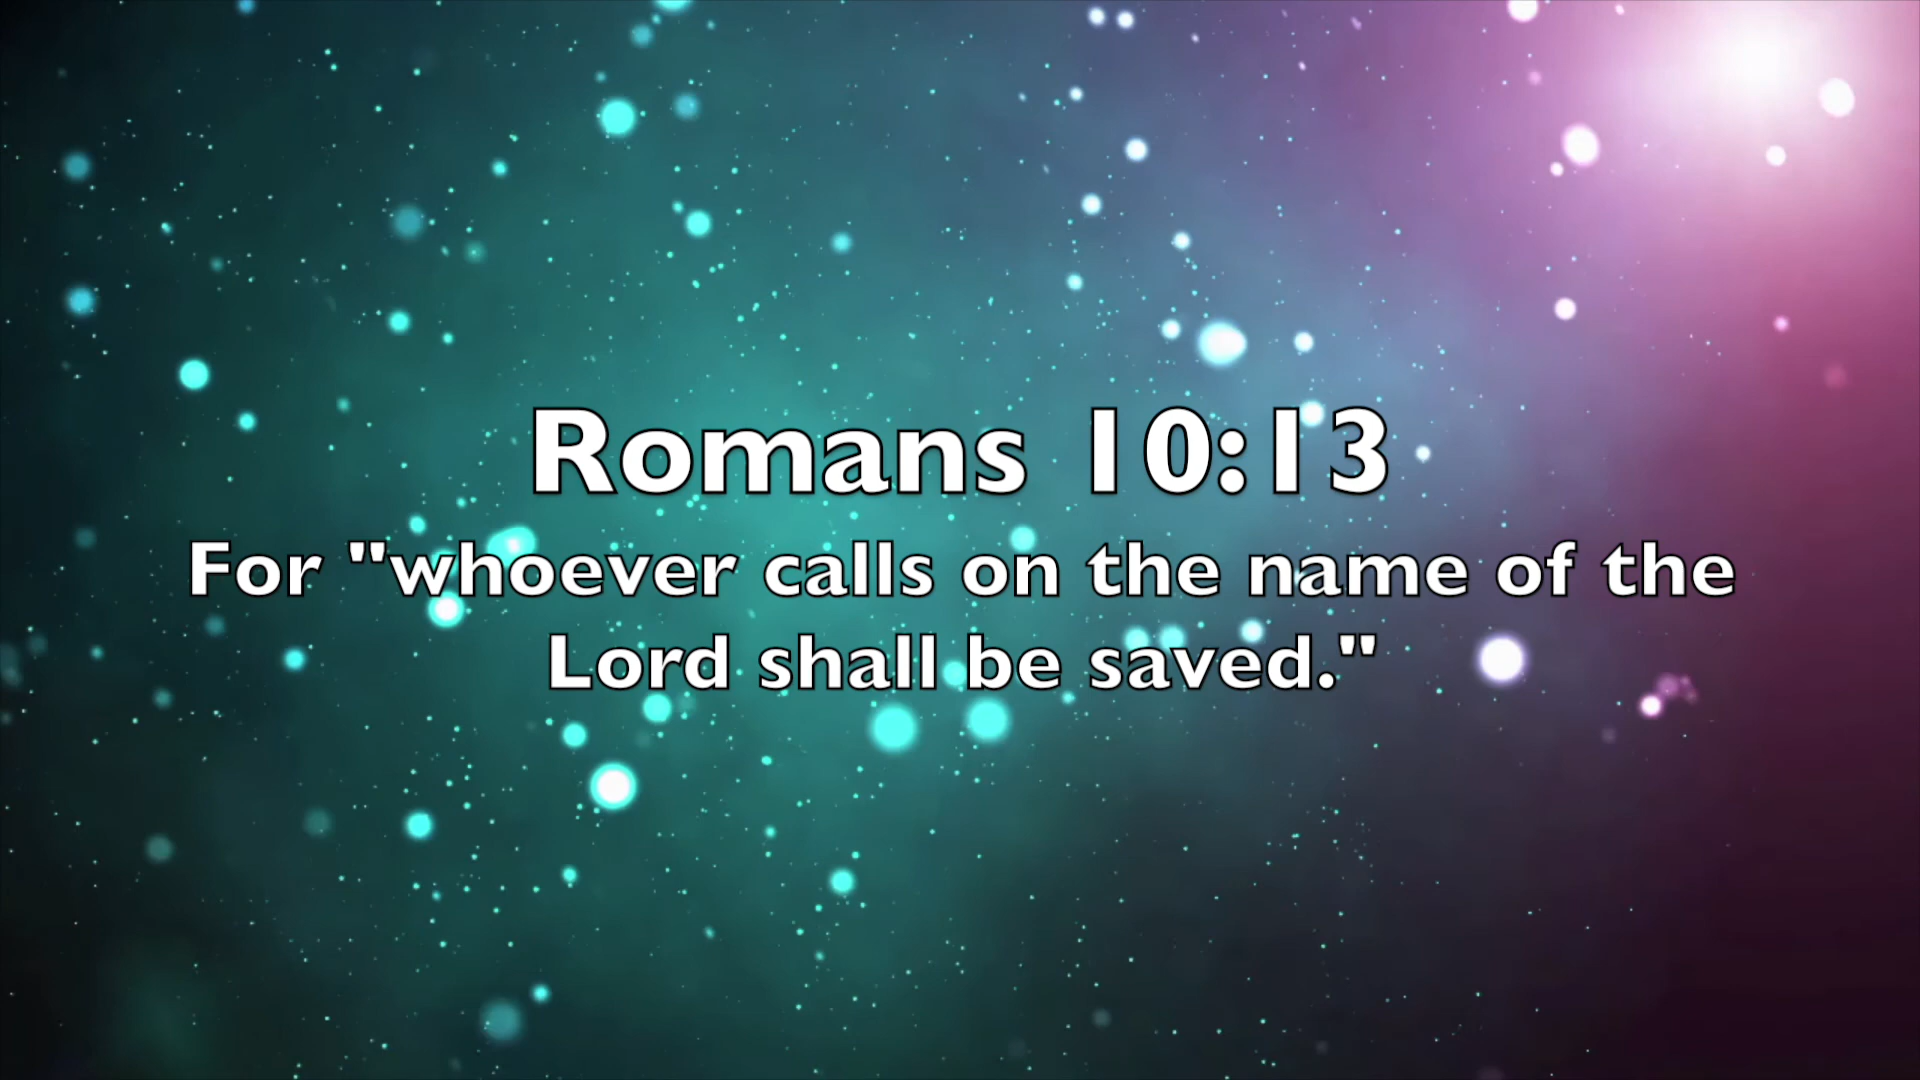 Romans 10:13
For "whoever calls on the name of the
Lord shall be saved."